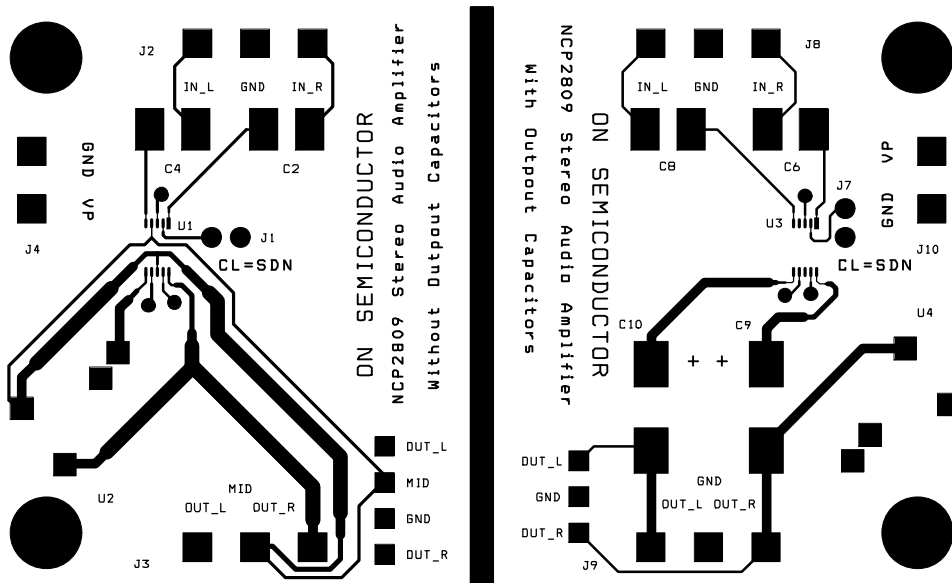 J2
IN_L GND IN_R
C4
C2
GND
VP
J4
U1
J1
CL=SDN
ON SEMICONDUCTOR
NCP2809 Stereo Audio Amplifier
Without Output Capacitors
U2
MID
OUT_L OUT_R
J3
OUT_L
MID
GND
OUT_R
NCP2809 Stereo Audio Amplifier
With Outpout Capacitors
ON SEMICONDUCTOR
J8
IN_L GND IN_R
C8
C6
VP
GND
J7
U3
J10
CL=SDN
C10
C9
U4
+ +
OUT_L
GND
OUT_R
GND
OUT_L OUT_R
J9